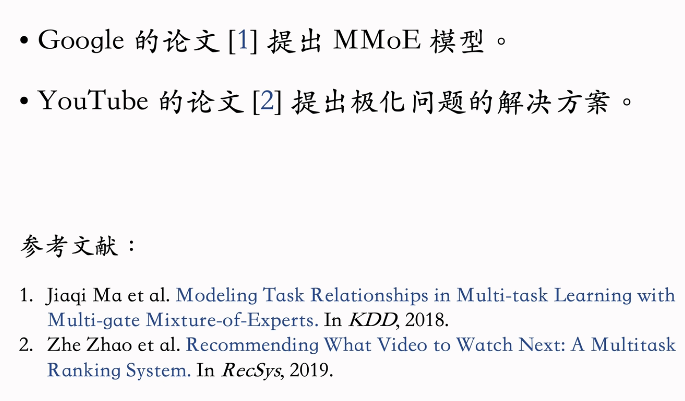 • Google 的论文 [1] 提出 MMoE 模型。
• YouTube 的论文 [2] 提出极化问题的解决方案。
参考文献：
1. Jiaqi Ma et al. Modeling Task Relationships in Multi-task Learning with
Multi-gate Mixture-of-Experts. In KDD, 2018.
2. Zhe Zhao et al. Recommending What Video to Watch Next: A Multitask
Ranking System. In RecSys, 2019.